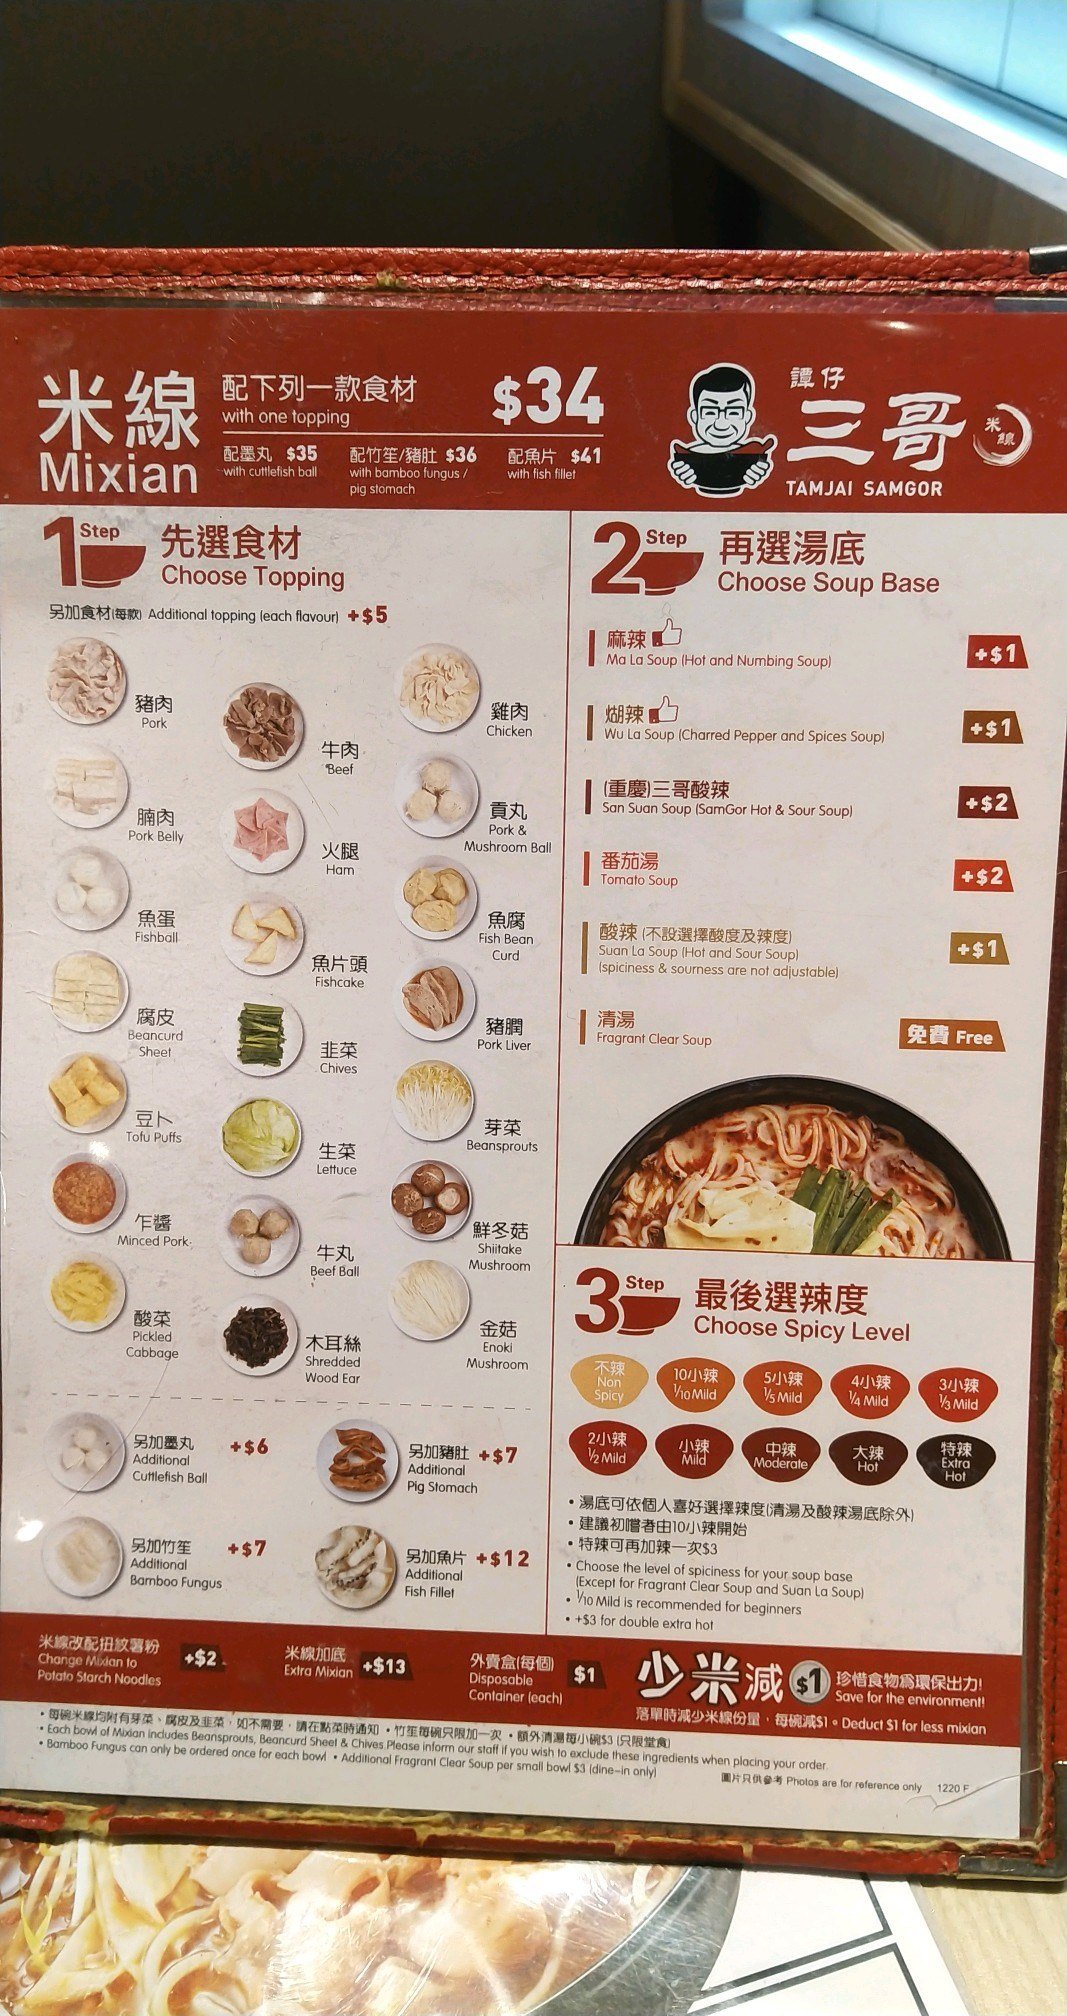 米線
Mixian
配下列一款食材
with one topping
$34
配墨丸 $35
with cuttlefish ball
配竹笙/豬肚 $36
with bamboo fungus /
pig stomach
配魚片 $41
with fish fillet
譚仔
三哥
米線
TAMJAI SAMGOR
1 Step
先選食材
Choose Topping
另加食材(每款) Additional topping (each flavour) +$5
豬肉
Pork
牛肉
Beef
雞肉
Chicken
腩肉
Pork Belly
火腿
Ham
貢丸
Pork &
Mushroom Ball
魚蛋
Fishball
魚片頭
Fishcake
魚腐
Fish Bean
Curd
腐皮
Beancurd
Sheet
韭菜
Chives
豬膶
Pork Liver
豆卜
Tofu Puffs
生菜
Lettuce
芽菜
Beansprouts
乍醬
Minced Pork
牛丸
Beef Ball
鮮冬菇
Shiitake
Mushroom
酸菜
Pickled
Cabbage
木耳絲
Shredded
Wood Ear
金菇
Enoki
Mushroom
另加墨丸 +$6
Additional
Cuttlefish Ball
另加豬肚 +$7
Additional
Pig Stomach
另加竹笙 +$7
Additional
Bamboo Fungus
另加魚片 +$12
Additional
Fish Fillet
2 Step
再選湯底
Choose Soup Base
麻辣
Ma La Soup (Hot and Numbing Soup)
+$1
煳辣
Wu La Soup (Charred Pepper and Spices Soup)
+$1
(重慶)三哥酸辣
San Suan Soup (SamGor Hot & Sour Soup)
+$2
番茄湯
Tomato Soup
+$2
酸辣 (不設選擇酸度及辣度)
Suan La Soup (Hot and Sour Soup)
(spiciness & sourness are not adjustable)
+$1
清湯
Fragrant Clear Soup
免費 Free
3 Step
最後選辣度
Choose Spicy Level
不辣
Non
Spicy
10小辣
1/10 Mild
5小辣
1/5 Mild
4小辣
1/4 Mild
3小辣
1/3 Mild
2小辣
1/2 Mild
小辣
Mild
中辣
Moderate
大辣
Hot
特辣
Extra
Hot
• 湯底可依個人喜好選擇辣度(清湯及酸辣湯底除外)
• 建議初嚐者由10小辣開始
• 特辣可再加辣一次$3
• Choose the level of spiciness for your soup base
(Except for Fragrant Clear Soup and Suan La Soup)
• 1/10 Mild is recommended for beginners
• +$3 for double extra hot
米線改配扭紋薯粉
Change Mixian to
Potato Starch Noodles
+$2
米線加底
Extra Mixian
+$13
外賣盒(每個)
Disposable
Container (each)
$1
少米減 $1
珍惜食物為環保出力!
Save for the environment!!
落單時減少米線份量，每碗減$1。Deduct $1 for less mixian
• 每碗米線均附有芽菜、腐皮及韭菜，如不需要，請在點菜時通知 • 竹笙每碗只限加一次 • 額外清湯每小碗$3 (只限堂食)
• Each bowl of Mixian includes Beansprouts, Beancurd Sheet & Chives.Please inform our staff if you wish to exclude these ingredients when placing your order.
• Bamboo Fungus can only be ordered once for each bowl • Additional Fragrant Clear Soup per small bowl $3 (dine-in only)
圖片只供參考 Photos are for reference only 1220 F